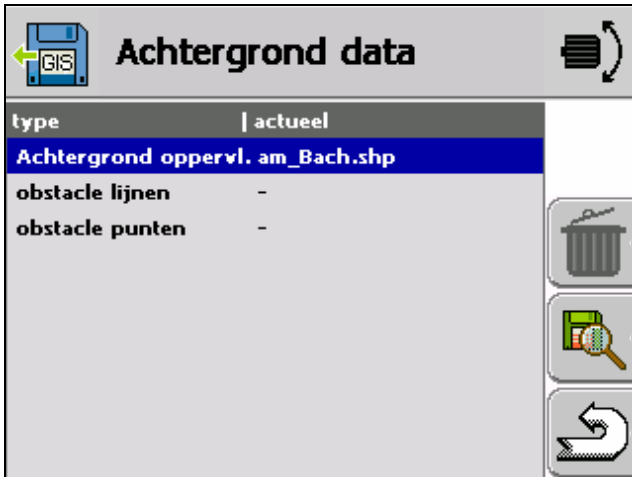 GIS
Achtergrond data
type | actueel
Achtergrond oppervl. am_Bach.shp
obstacle lijnen -
obstacle punten -